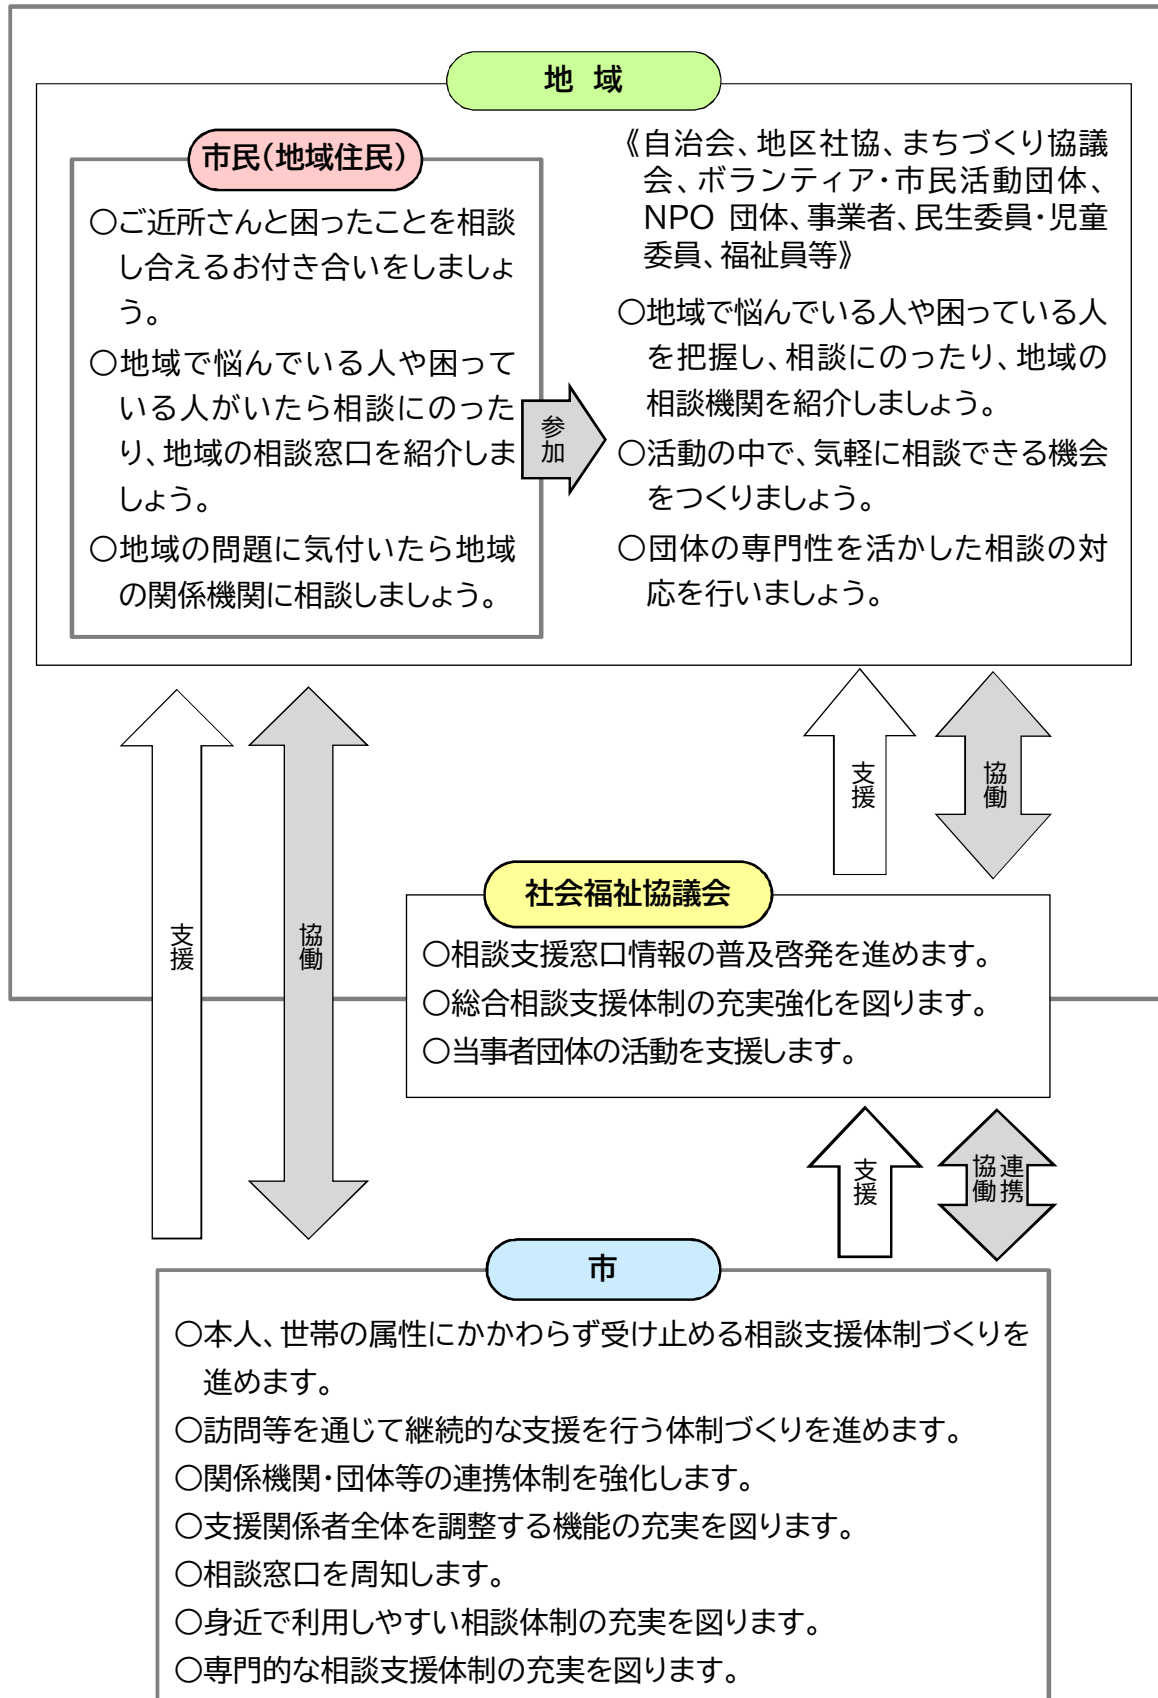 地 域
市民（地域住民）
○ご近所さんと困ったことを相談
し合えるお付き合いをしましょ
う。
○地域で悩んでいる人や困って
いる人がいたら相談にのった
り、地域の相談窓口を紹介しま
しょう。
○地域の問題に気付いたら地域
の関係機関に相談しましょう。
参加
《自治会、地区社協、まちづくり協議
会、ボランティア・市民活動団体、
NPO 団体、事業者、民生委員・児童
委員、福祉員等》
○地域で悩んでいる人や困っている人
を把握し、相談にのったり、地域の
相談機関を紹介しましょう。
○活動の中で、気軽に相談できる機会
をつくりましょう。
○団体の専門性を活かした相談の対
応を行いましょう。
支援
協働
支援
協働
社会福祉協議会
○相談支援窓口情報の普及啓発を進めます。
○総合相談支援体制の充実強化を図ります。
○当事者団体の活動を支援します。
支援
連携
協働
市
○本人、世帯の属性にかかわらず受け止める相談支援体制づくりを
進めます。
○訪問等を通じて継続的な支援を行う体制づくりを進めます。
○関係機関・団体等の連携体制を強化します。
○支援関係者全体を調整する機能の充実を図ります。
○相談窓口を周知します。
○身近で利用しやすい相談体制の充実を図ります。
○専門的な相談支援体制の充実を図ります。